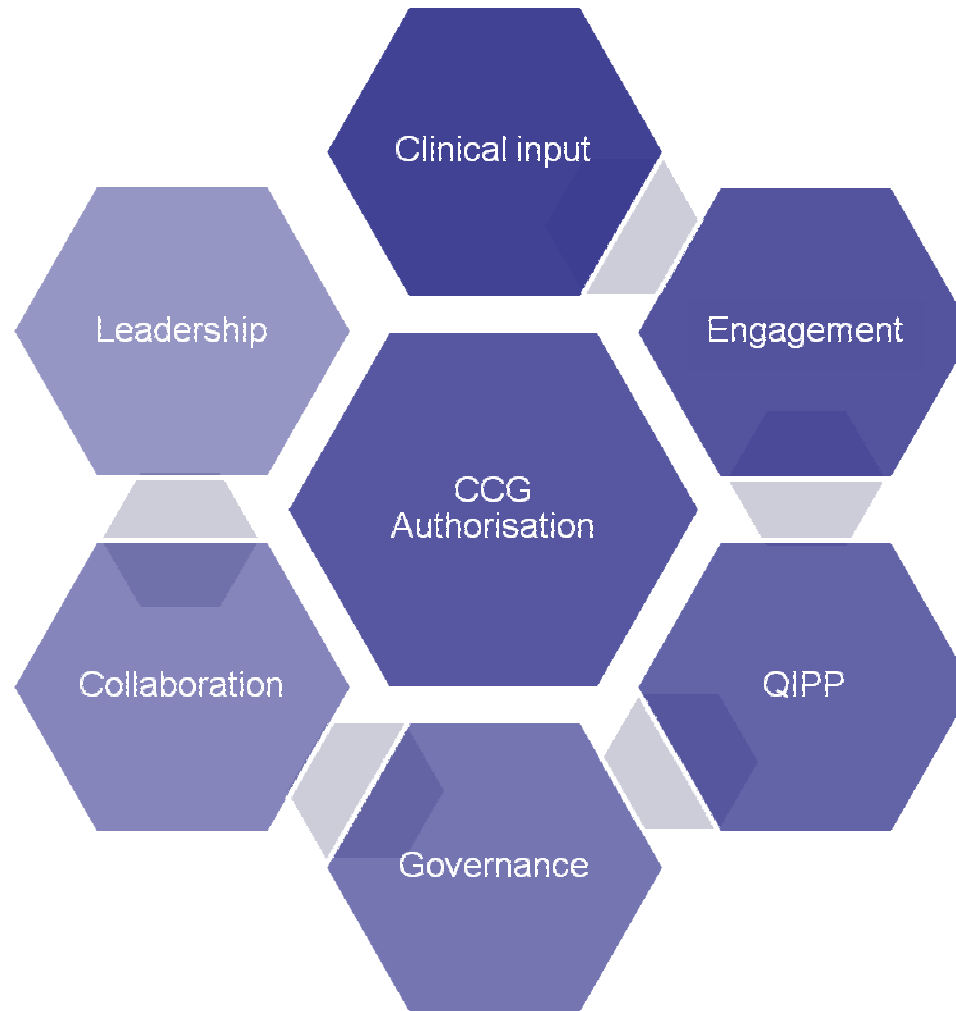 Clinical input
Leadership
Engagement
CCG
Authorisation
Collaboration
QIPP
Governance